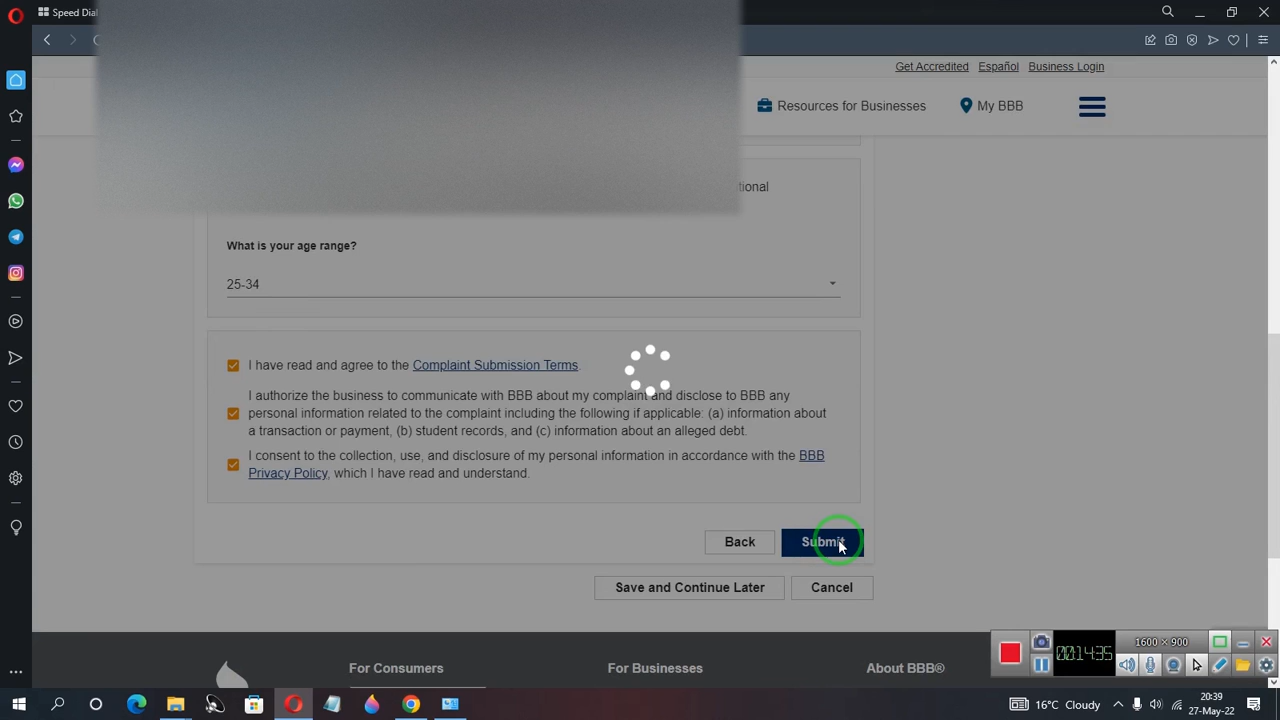 Speed Dial
Get Accredited Español Business Login
Resources for Businesses My BBB
tional
What is your age range?
25-34
I have read and agree to the Complaint Submission Terms.
I authorize the business to communicate with BBB about my complaint and disclose to BBB any
personal information related to the complaint including the following if applicable: (a) information about
a transaction or payment, (b) student records, and (c) information about an alleged debt.
I consent to the collection, use, and disclosure of my personal information in accordance with the BBB
Privacy Policy, which I have read and understand.
Back Submit
Save and Continue Later Cancel
For Consumers For Businesses About BBB®
1600 × 900
00:14:35
16°C Cloudy
20:39
27-May-22